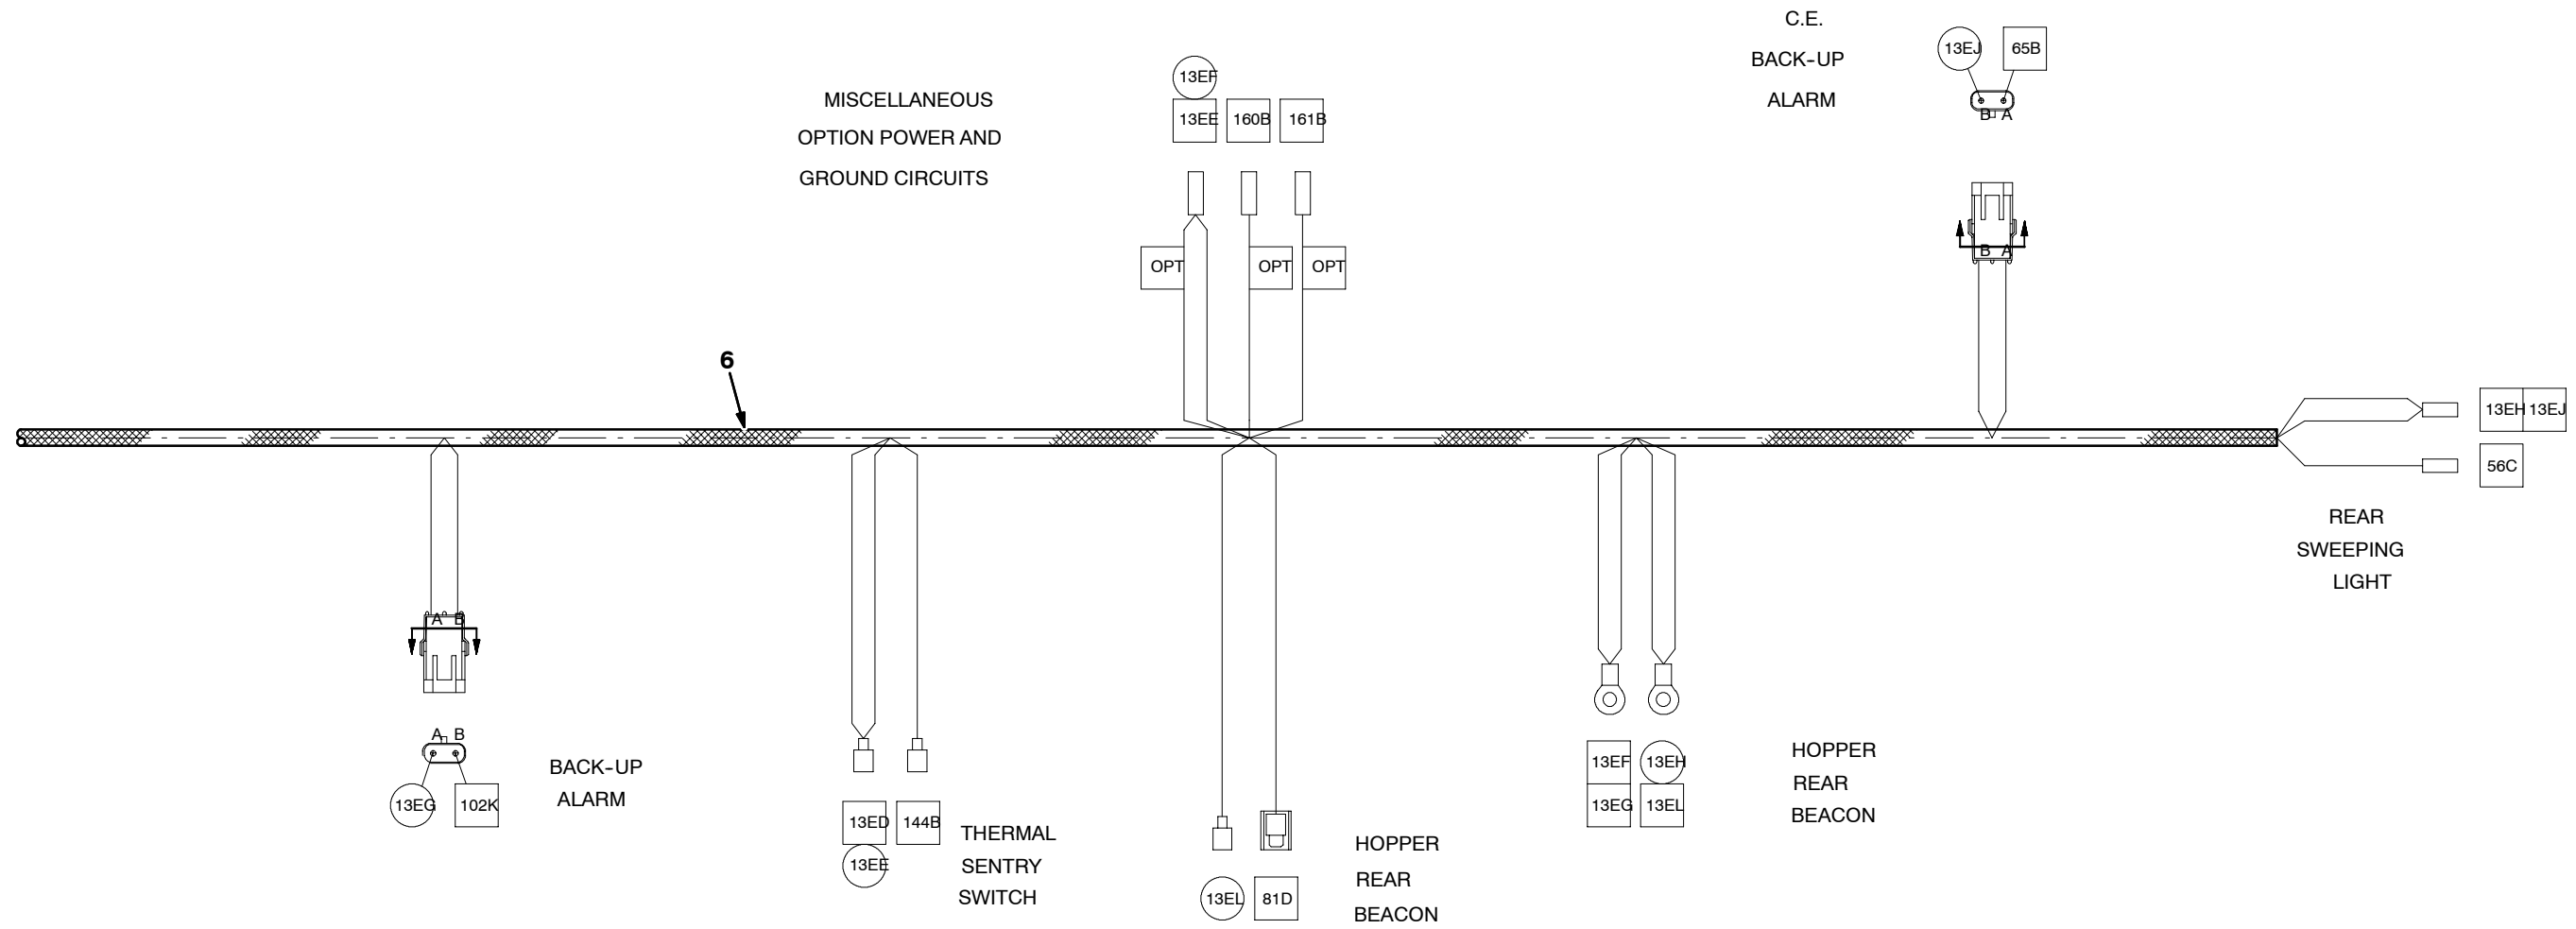 C.E.
BACK-UP
ALARM
13EJ
65B
B A
B A
MISCELLANEOUS
OPTION POWER AND
GROUND CIRCUITS
13EF
13EE
160B
161B
OPT
OPT
OPT
6
13EH
13EJ
56C
REAR
SWEEPING
LIGHT
A B
A B
13EG
102K
BACK-UP
ALARM
13ED
144B
13EE
THERMAL
SENTRY
SWITCH
13EL
81D
HOPPER
REAR
BEACON
13EF
13EH
13EG
13EL
HOPPER
REAR
BEACON